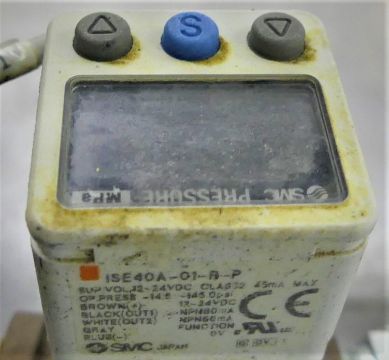 S
SMC PRESSURE MPa
ISE40A-01-R-P
SUP.VOL.12-24VDC CLASS2 45mA MAX
OP.PRESS -14.5 -145.0psi
BROWN(+) 12-24VDC
BLACK(OUT1) NPN80mA
WHITE(OUT2) NPN80mA
GRAY FUNCTION
BLUE(-) 0V
CE
SMC JAPAN